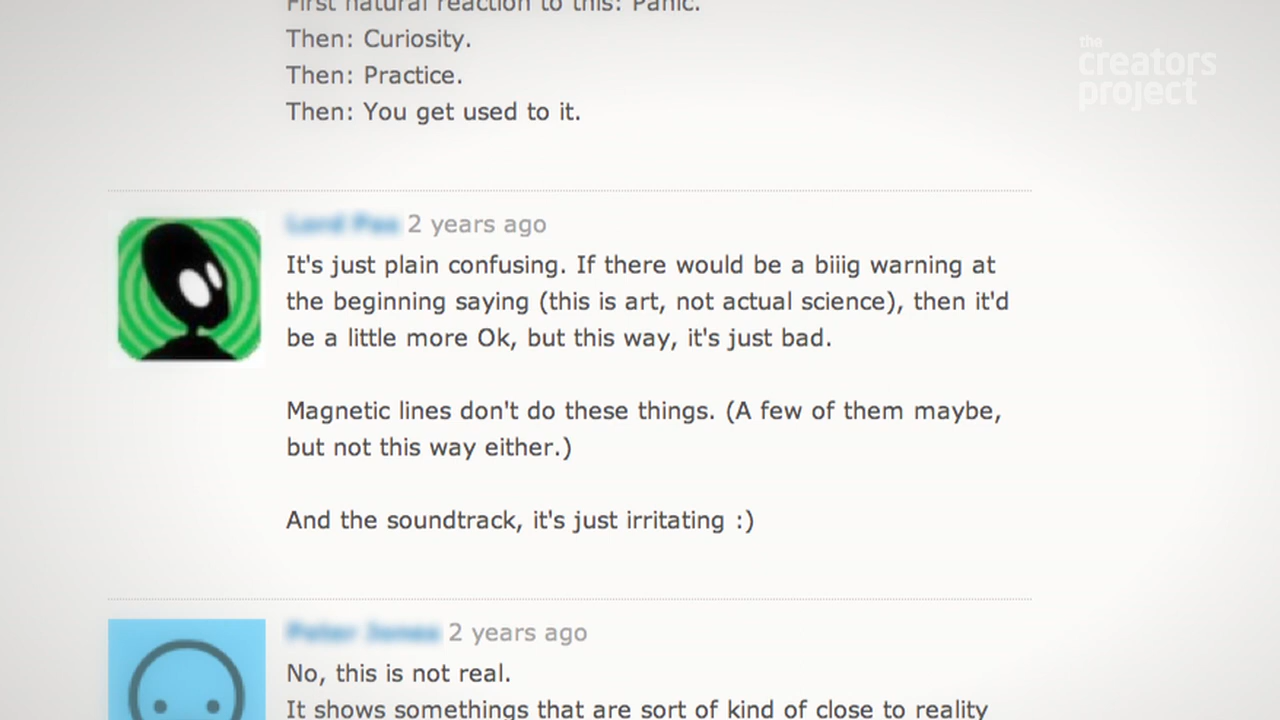 First natural reaction to this: Panic.
Then: Curiosity.
Then: Practice.
Then: You get used to it.
the
creators
project
2 years ago
It's just plain confusing. If there would be a biiig warning at
the beginning saying (this is art, not actual science), then it'd
be a little more Ok, but this way, it's just bad.
Magnetic lines don't do these things. (A few of them maybe,
but not this way either.)
And the soundtrack, it's just irritating :)
2 years ago
No, this is not real.
It shows somethings that are sort of kind of close to reality